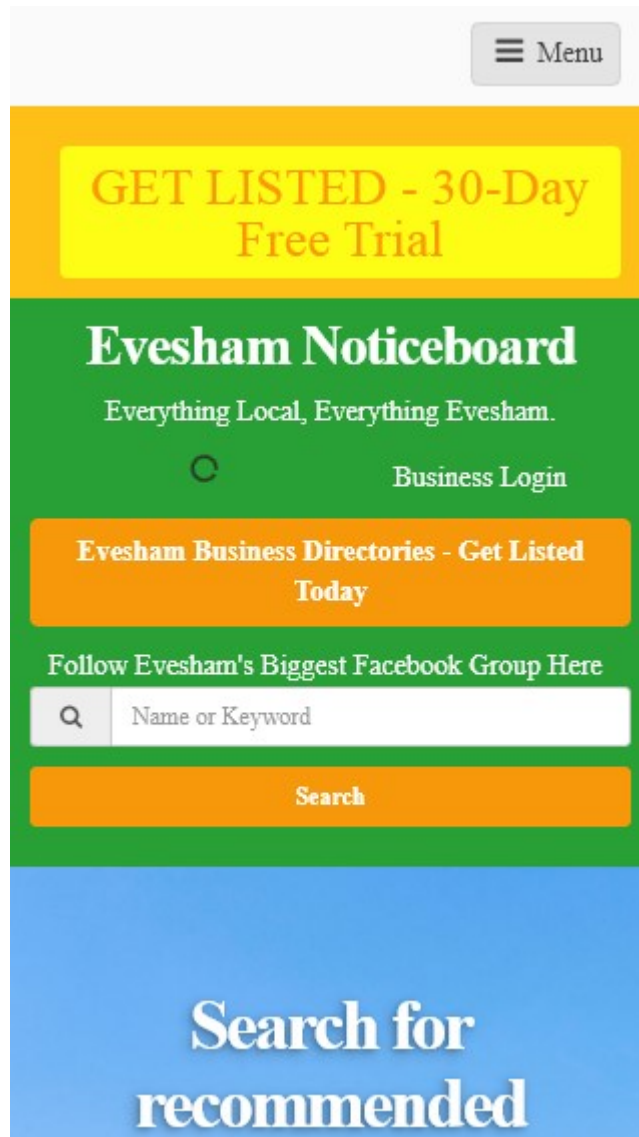 Menu
GET LISTED - 30-Day
Free Trial
Evesham Noticeboard
Everything Local, Everything Evesham.
Business Login
Evesham Business Directories - Get Listed
Today
Follow Evesham's Biggest Facebook Group Here
Name or Keyword
Search
Search for
recommended